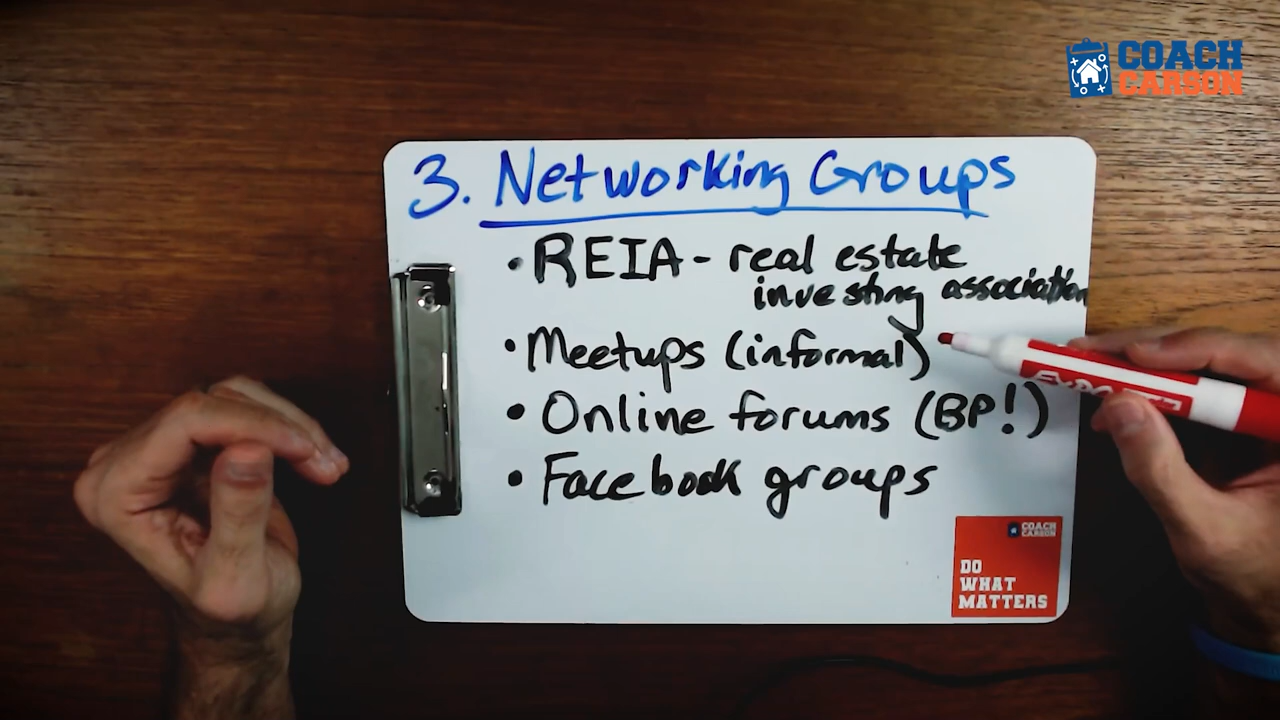 COACH
CARSON
3. Networking Groups
• REIA - real estate
investing association
• Meetups (informal)
• Online forums (BP!)
• Facebook groups
COACH
CARSON
DO
WHAT
MATTERS